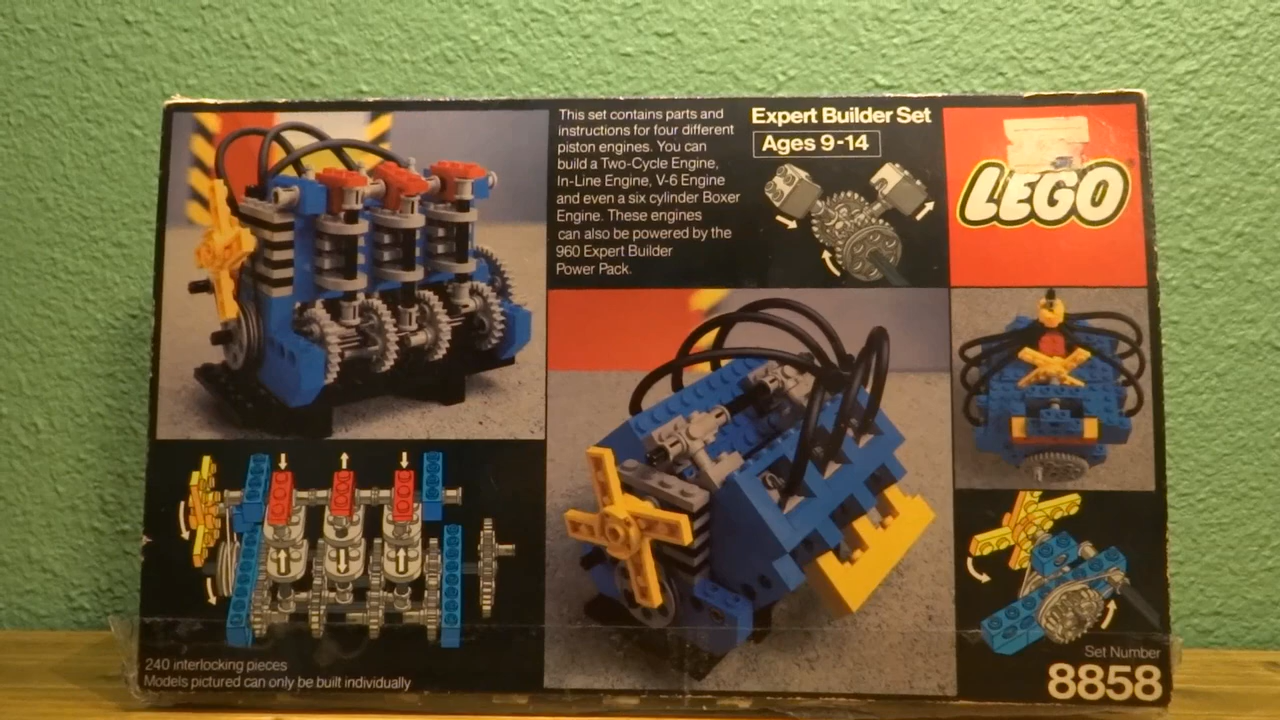 This set contains parts and
instructions for four different
piston engines. You can
build a Two-Cycle Engine,
In-Line Engine, V-6 Engine
and even a six cylinder Boxer
Engine. These engines
can also be powered by the
960 Expert Builder
Power Pack.
Expert Builder Set
Ages 9-14
LEGO
240 interlocking pieces
Models pictured can only be built individually
Set Number
8858